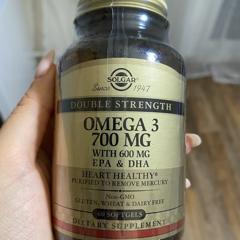 SOLGAR
Since 1947
DOUBLE STRENGTH
OMEGA 3
700 MG
WITH 600 MG
EPA & DHA
HEART HEALTHY*
PURIFIED TO REMOVE MERCURY
Non-GMO
GLUTEN, WHEAT & DAIRY FREE
60 SOFTGELS
DIETARY SUPPLEMENT